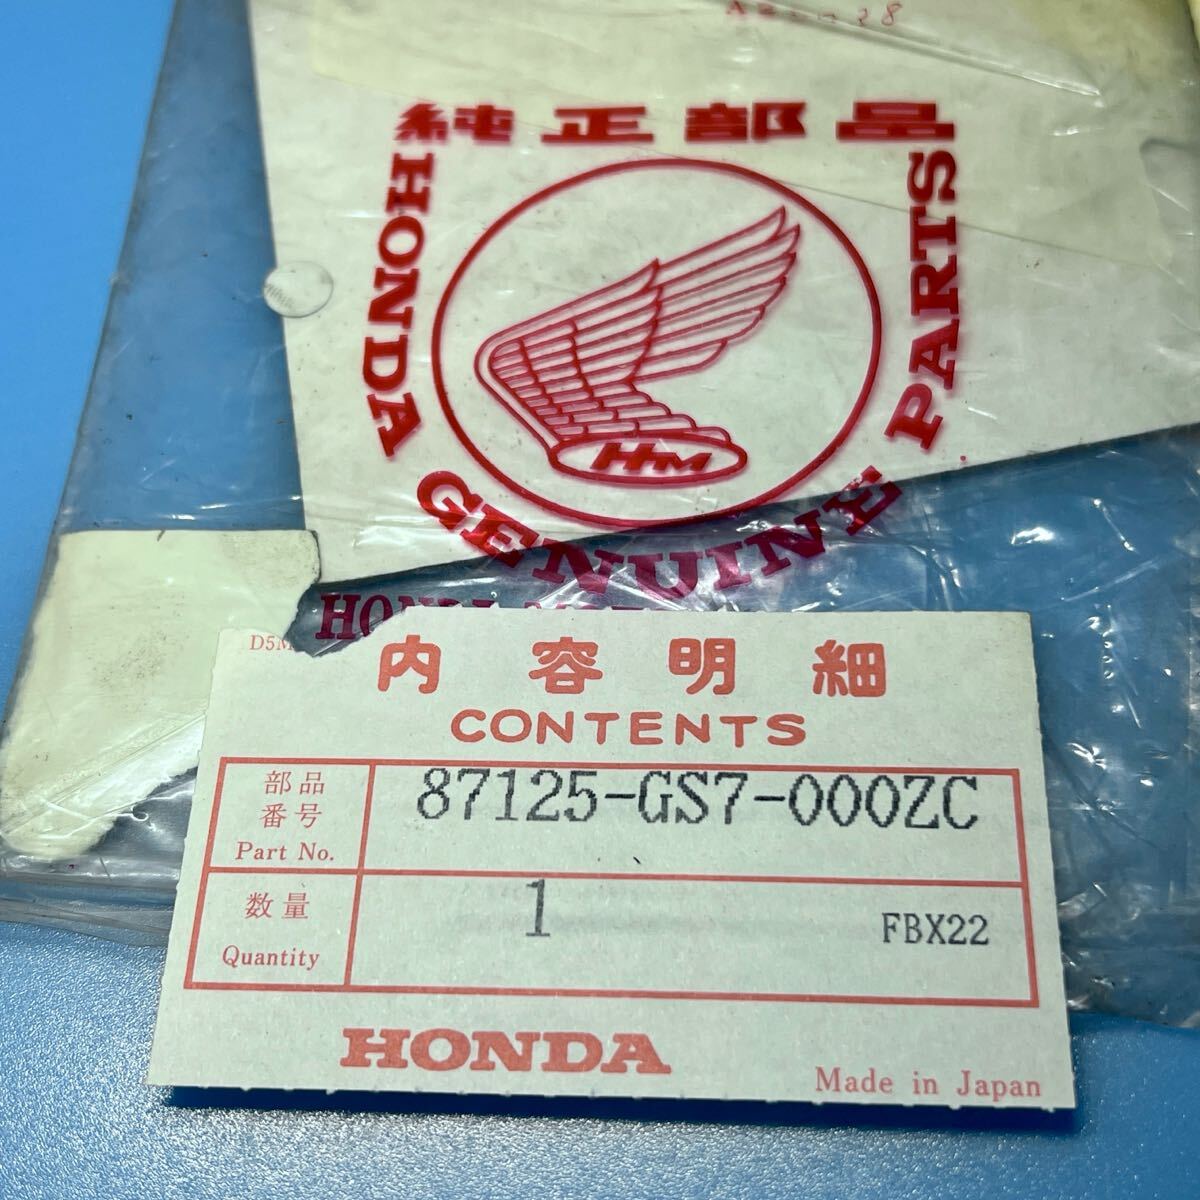 純正部品
HONDA GENUINE PARTS
HM
D5M
内容明細
CONTENTS
部品
番号
Part No.
87125-GS7-000ZC
数量
Quantity
1
FBX22
HONDA
Made in Japan